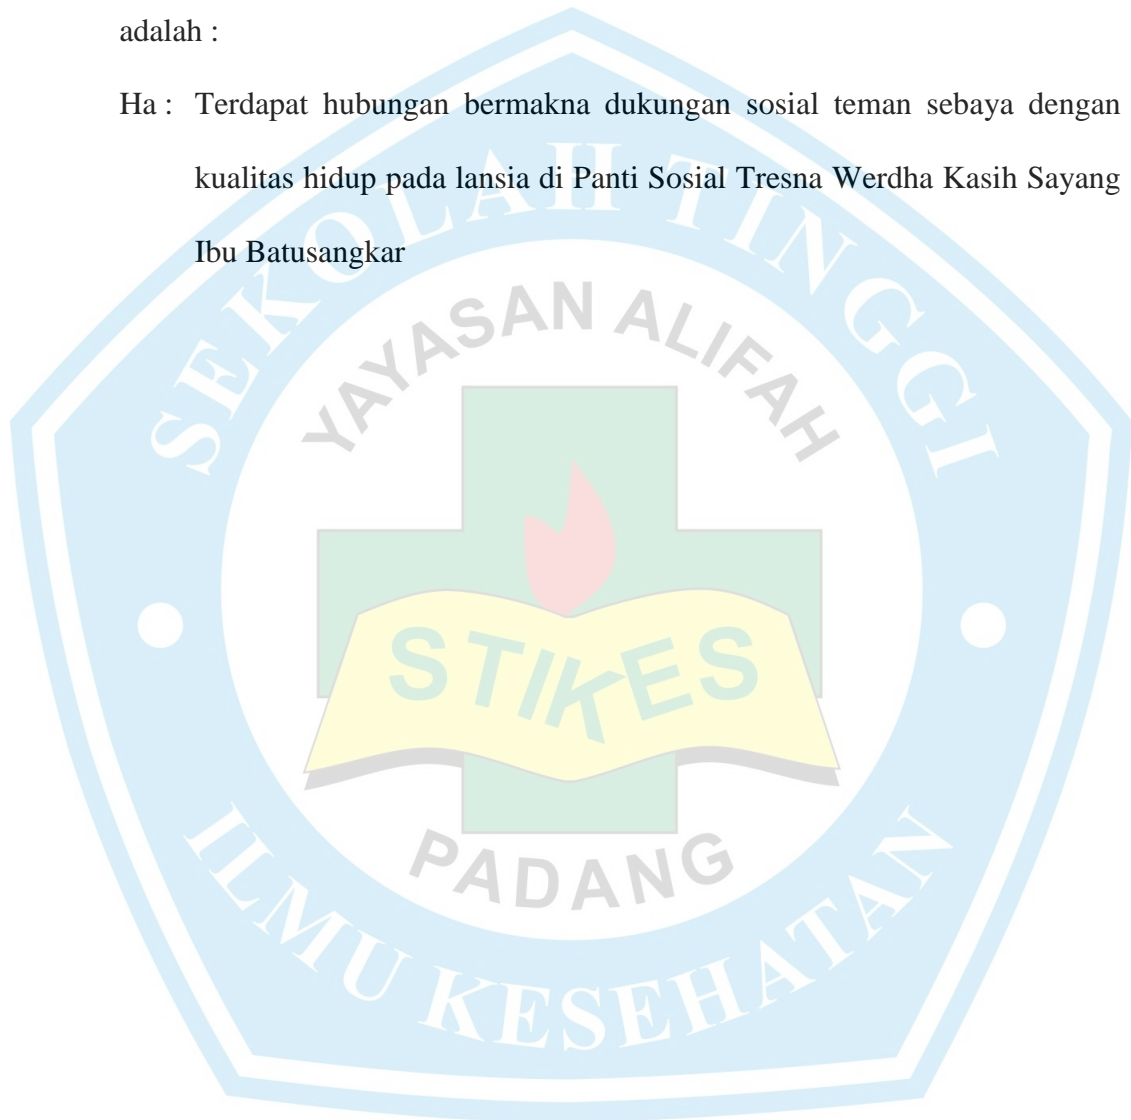 adalah :
Ha : Terdapat hubungan bermakna dukungan sosial teman sebaya dengan
kualitas hidup pada lansia di Panti Sosial Tresna Werdha Kasih Sayang
Ibu Batusangkar
SEKOLAH TINGGI
YAYASAN ALIFAH
STIKES
PADANG
ILMU KESEHATAN